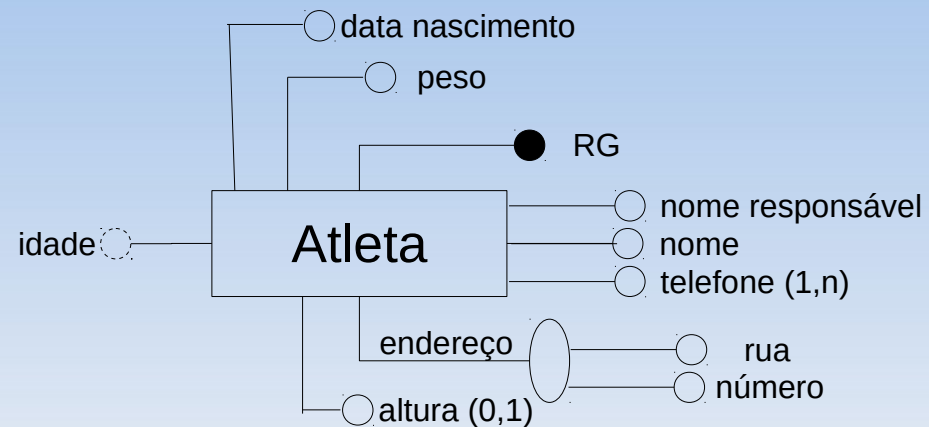 data nascimento
peso
RG
nome responsável
idade
Atleta
nome
telefone (1,n)
endereço
rua
número
altura (0,1)